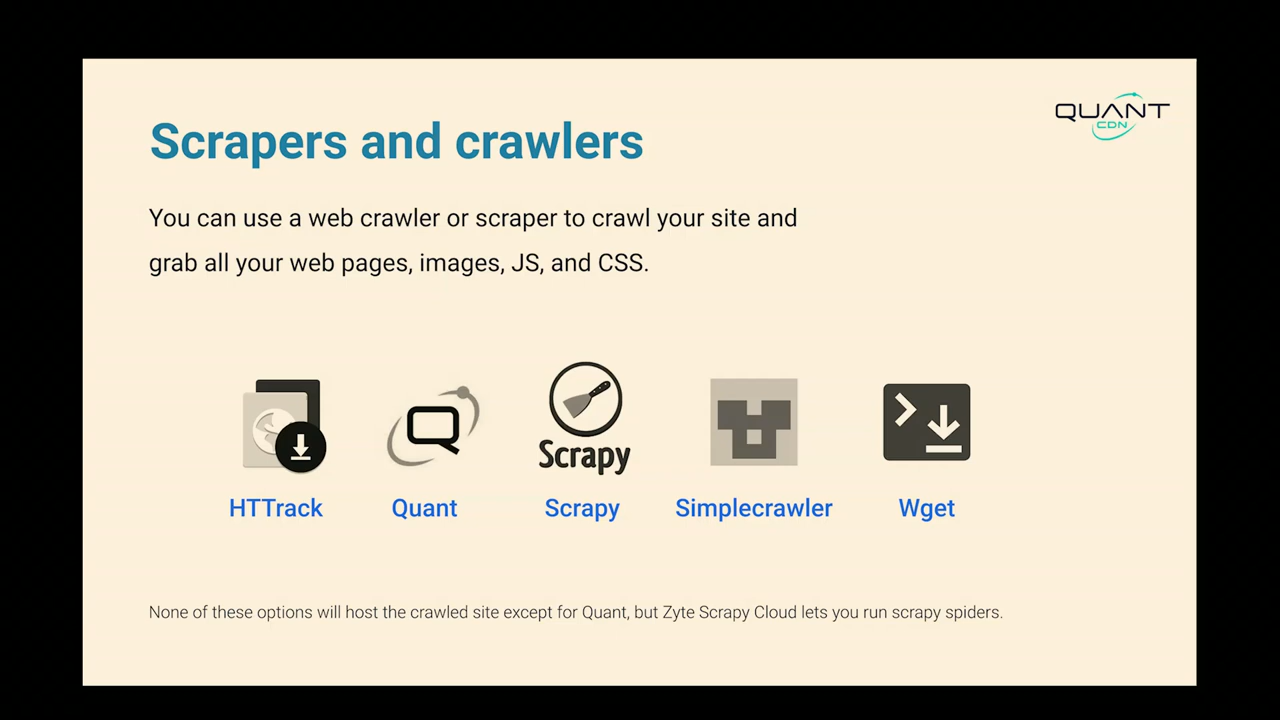 QUANT
CDN
Scrapers and crawlers
You can use a web crawler or scraper to crawl your site and
grab all your web pages, images, JS, and CSS.
Q
Scrapy
HTTrack Quant Scrapy Simplecrawler Wget
None of these options will host the crawled site except for Quant, but Zyte Scrapy Cloud lets you run scrapy spiders.